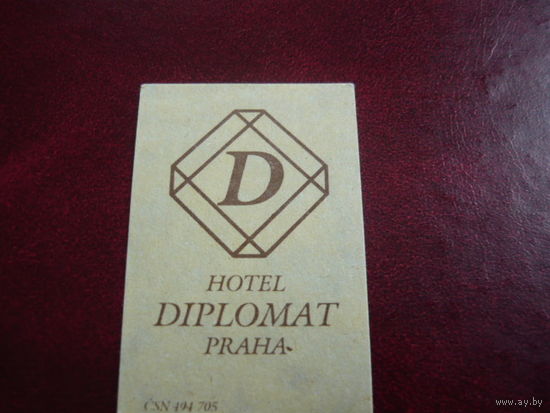 D
HOTEL
DIPLOMAT
PRAHA
ČSN 494 705
www.ay.by